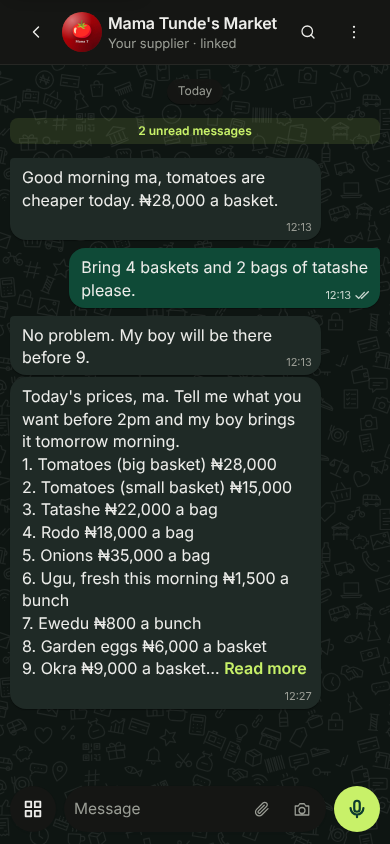 Mama Tunde's Market
Your supplier · linked
Today
2 unread messages
Good morning ma, tomatoes are
cheaper today. ₦28,000 a basket.
12:13
Bring 4 baskets and 2 bags of tatashe
please.
12:13
No problem. My boy will be there
before 9.
12:13
Today's prices, ma. Tell me what you
want before 2pm and my boy brings
it tomorrow morning.
1. Tomatoes (big basket) ₦28,000
2. Tomatoes (small basket) ₦15,000
3. Tatashe ₦22,000 a bag
4. Rodo ₦18,000 a bag
5. Onions ₦35,000 a bag
6. Ugu, fresh this morning ₦1,500 a
bunch
7. Ewedu ₦800 a bunch
8. Garden eggs ₦6,000 a basket
9. Okra ₦9,000 a basket... Read more
12:27
Message